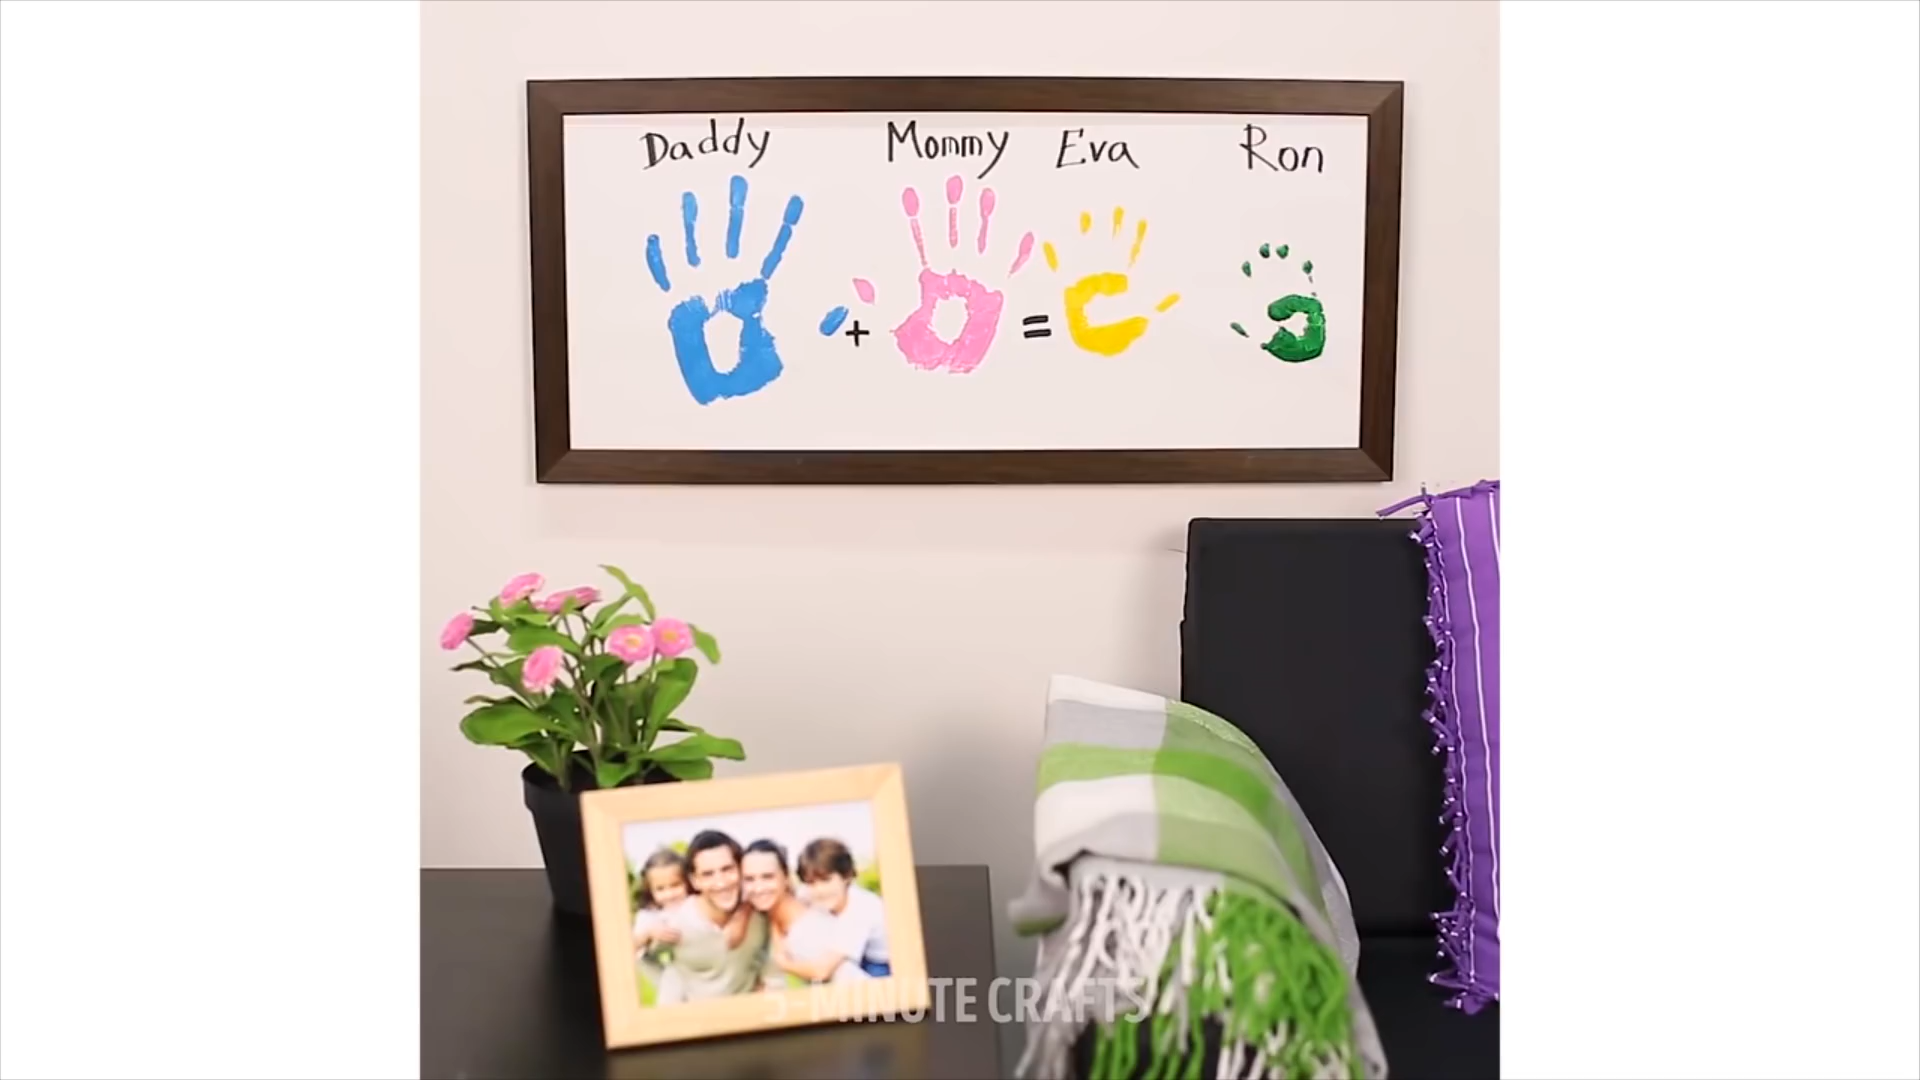 Daddy Mommy Eva Ron
+ =
5-MINUTE CRAFTS